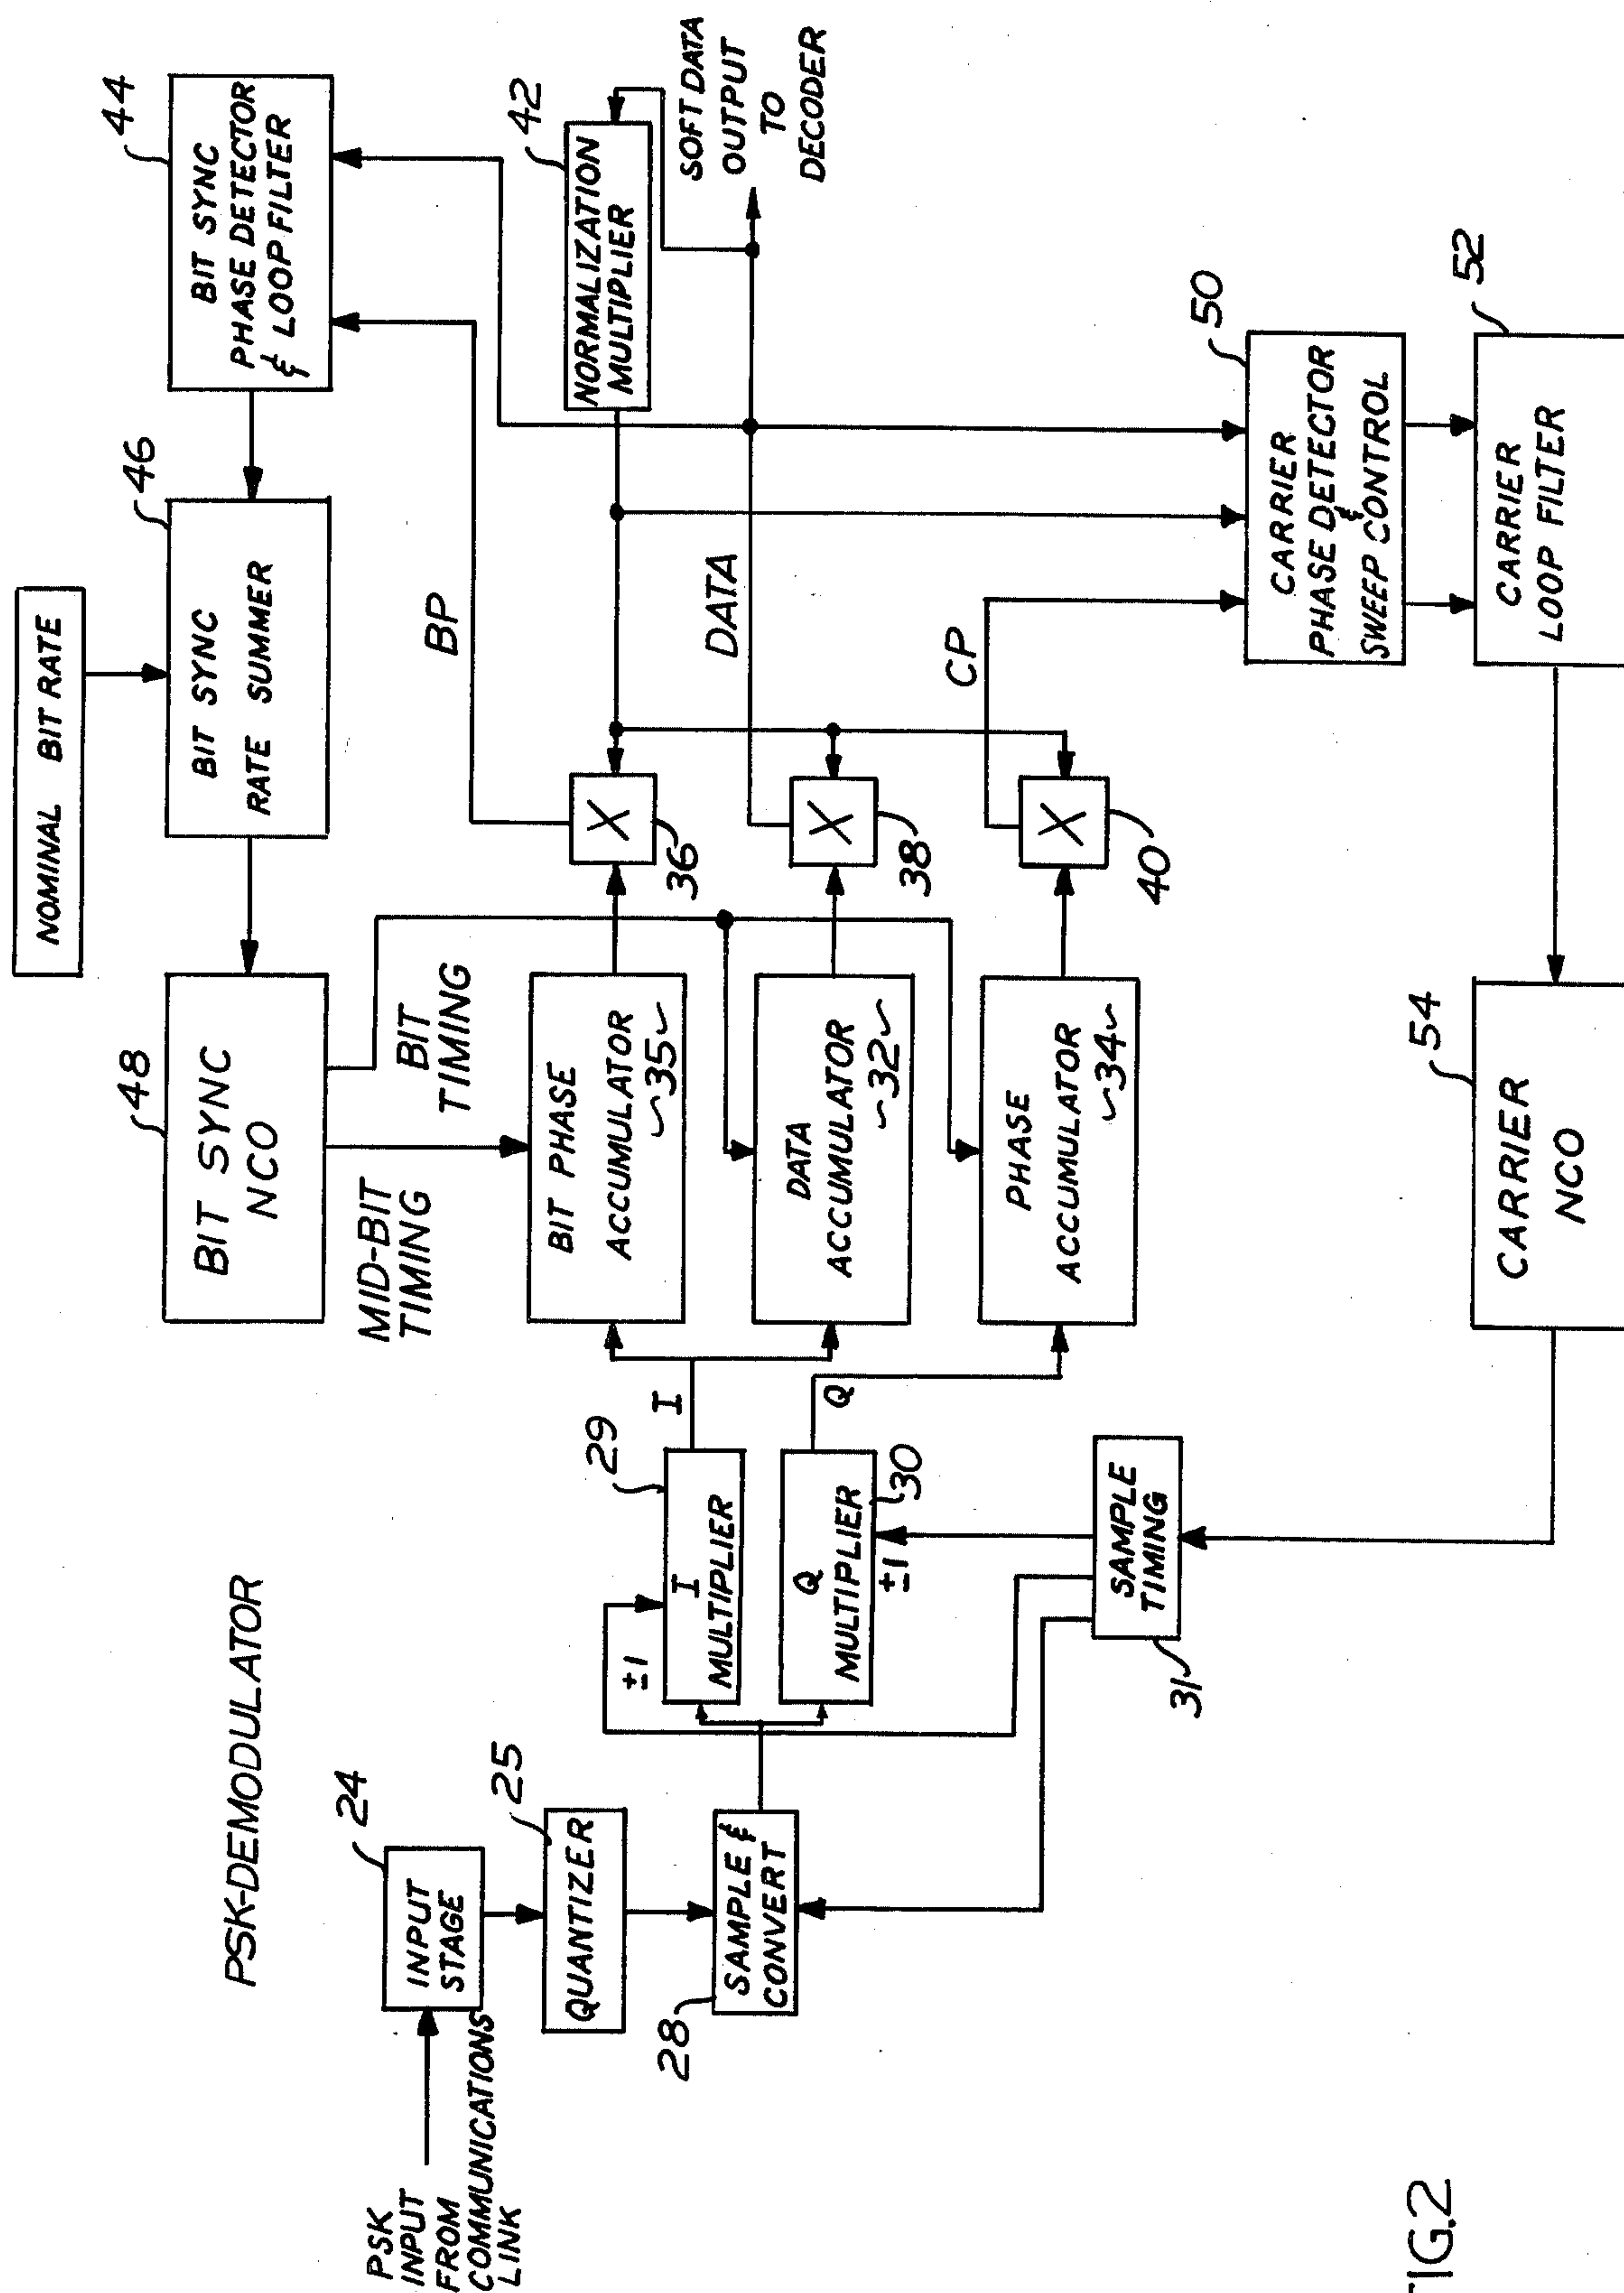 PSK-DEMODULATOR
PSK
INPUT
FROM
COMMUNICATIONS
LINK
24
INPUT
STAGE
25
QUANTIZER
28
SAMPLE &
CONVERT
±1
29
I
MULTIPLIER
I
Q
MULTIPLIER
30
±1
Q
31
SAMPLE
TIMING
NOMINAL BIT RATE
48
BIT SYNC
NCO
46
BIT SYNC
RATE SUMMER
44
BIT SYNC
PHASE DETECTOR
& LOOP FILTER
MID-BIT
TIMING
BIT
TIMING
BP
BIT PHASE
ACCUMULATOR
35
X
36
42
NORMALIZATION
MULTIPLIER
DATA
ACCUMULATOR
32
X
38
DATA
SOFT DATA
OUTPUT
TO
DECODER
PHASE
ACCUMULATOR
34
X
40
CP
50
CARRIER
PHASE DETECTOR
&
SWEEP CONTROL
52
CARRIER
LOOP FILTER
54
CARRIER
NCO
FIG.2